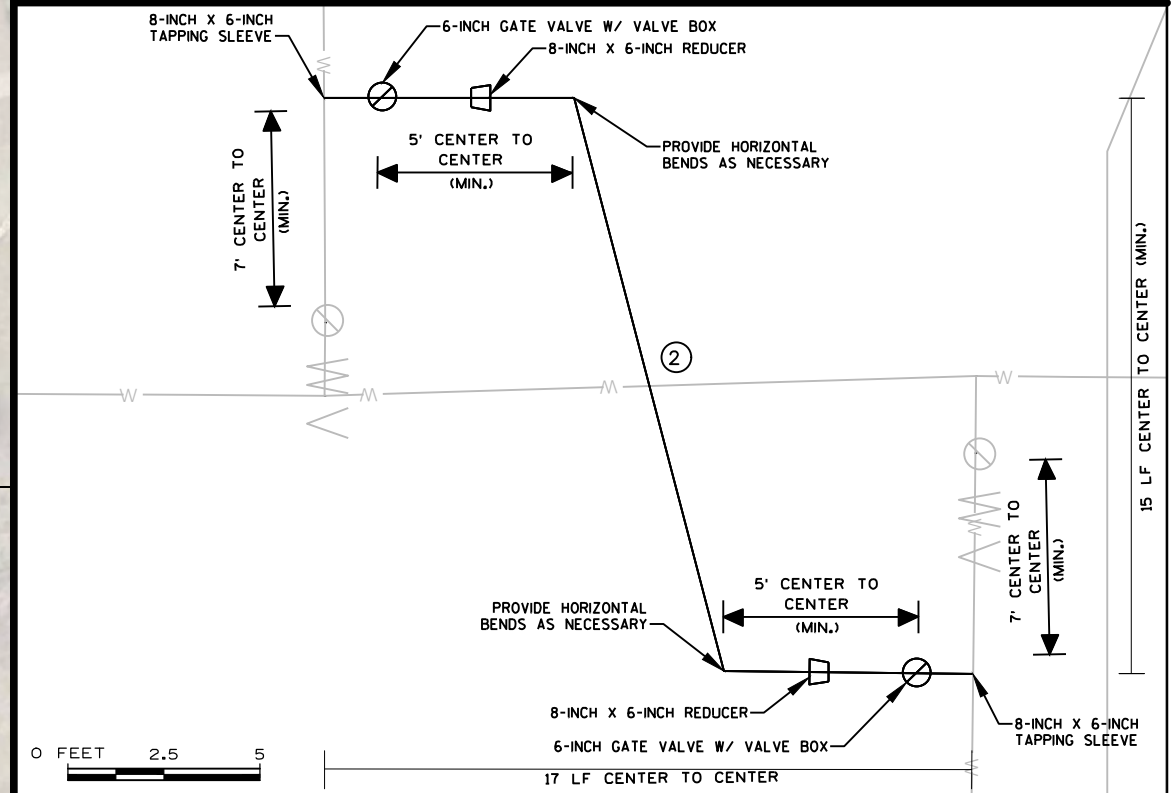 8-INCH X 6-INCH
TAPPING SLEEVE
6-INCH GATE VALVE W/ VALVE BOX
8-INCH X 6-INCH REDUCER
W
5' CENTER TO
CENTER
(MIN.)
PROVIDE HORIZONTAL
BENDS AS NECESSARY
7' CENTER TO
CENTER
(MIN.)
15 LF CENTER TO CENTER (MIN.)
2
W
W
W
W
W
W
7' CENTER TO
CENTER
(MIN.)
5' CENTER TO
CENTER
(MIN.)
PROVIDE HORIZONTAL
BENDS AS NECESSARY
8-INCH X 6-INCH REDUCER
6-INCH GATE VALVE W/ VALVE BOX
8-INCH X 6-INCH
TAPPING SLEEVE
0 FEET 2.5 5
17 LF CENTER TO CENTER
W